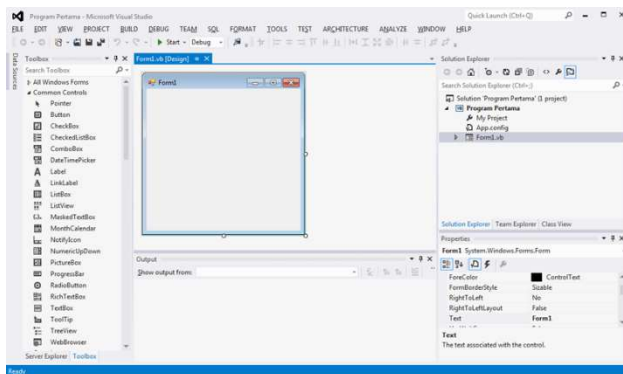 Program Pertama - Microsoft Visual Studio
Quick Launch (Ctrl+Q)
FILE EDIT VIEW PROJECT BUILD DEBUG TEAM SQL FORMAT TOOLS TEST ARCHITECTURE ANALYZE WINDOW HELP
Start - Debug
Data Sources
Toolbox
Search Toolbox
All Windows Forms
Common Controls
Pointer
Button
CheckBox
CheckedListBox
ComboBox
DateTimePicker
Label
LinkLabel
ListBox
ListView
MaskedTextBox
MonthCalendar
NotifyIcon
NumericUpDown
PictureBox
ProgressBar
RadioButton
RichTextBox
TextBox
ToolTip
TreeView
WebBrowser
Server Explorer Toolbox
Form1.vb [Design]
Form1
Output
Show output from:
Solution Explorer
Search Solution Explorer (Ctrl+;)
Solution 'Program Pertama' (1 project)
Program Pertama
My Project
App.config
Form1.vb
Solution Explorer Team Explorer Class View
Properties
Form1 System.Windows.Forms.Form
ForeColor ControlText
FormBorderStyle Sizable
RightToLeft No
RightToLeftLayout False
Text Form1
Text
The text associated with the control.
Ready